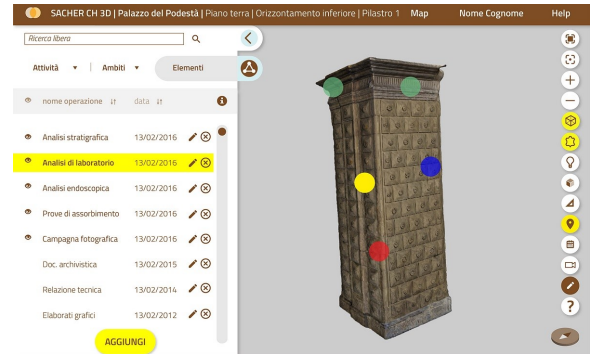 SACHER CH 3D | Palazzo del Podestà | Piano terra | Orizzontamento inferiore | Pilastro 1 Map Nome Cognome Help
Ricerca libera
Attività Ambiti Elementi
nome operazione data
Analisi stratigrafica 13/02/2016
Analisi di laboratorio 13/02/2016
Analisi endoscopica 13/02/2016
Prove di assorbimento 13/02/2016
Campagna fotografica 13/02/2016
Doc. archivistica 13/02/2015
Relazione tecnica 13/02/2014
Elaborati grafici 13/02/2012
AGGIUNGI
?